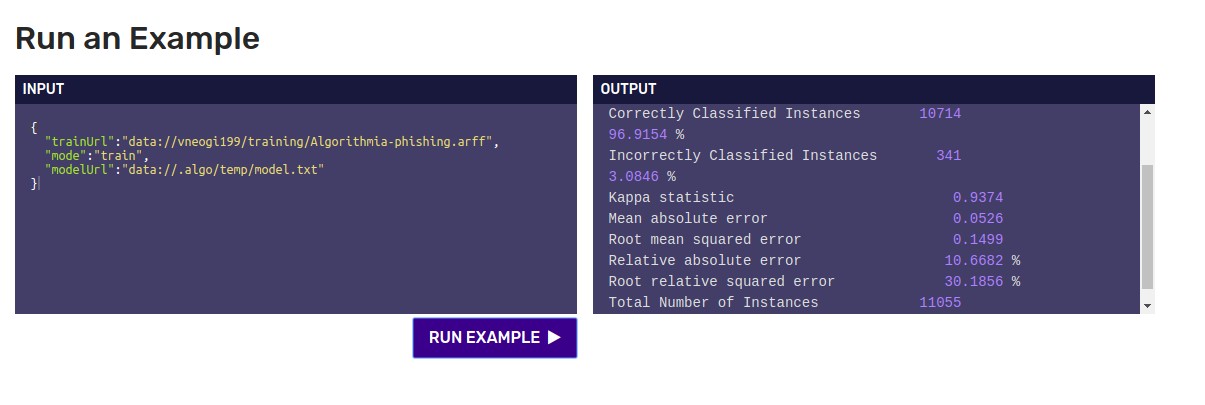 Run an Example
INPUT
{
"trainUrl":"data://vneogi199/training/Algorithmia-phishing.arff",
"mode":"train",
"modelUrl":"data://.algo/temp/model.txt"
}
RUN EXAMPLE
OUTPUT
Correctly Classified Instances 10714
96.9154 %
Incorrectly Classified Instances 341
3.0846 %
Kappa statistic 0.9374
Mean absolute error 0.0526
Root mean squared error 0.1499
Relative absolute error 10.6682 %
Root relative squared error 30.1856 %
Total Number of Instances 11055